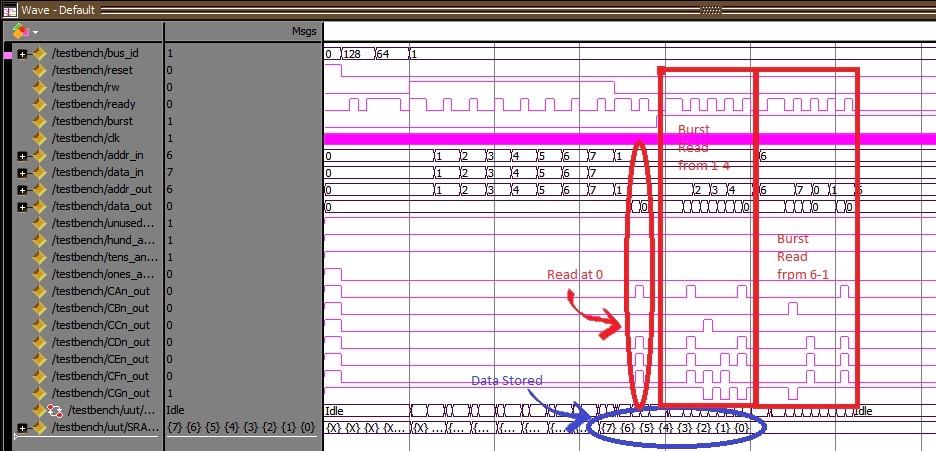 Wave - Default
Msgs
/testbench/bus_id 1 0 128 64 1
/testbench/reset 0
/testbench/rw 0
/testbench/ready 0
/testbench/burst 1
/testbench/clk 1
/testbench/addr_in 6 0 1 2 3 4 5 6 7 1 6
/testbench/data_in 7 0 1 2 3 4 5 6 7
/testbench/addr_out 6 0 1 2 3 4 5 6 7 1 2 3 4 6 7 0 1 6
/testbench/data_out 0 0 0 0 0 0
/testbench/unused... 1
/testbench/hund_a... 1
/testbench/tens_an... 1
/testbench/ones_a... 0
/testbench/CAn_out 0
/testbench/CBn_out 0
/testbench/CCn_out 0
/testbench/CDn_out 0
/testbench/CEn_out 0
/testbench/CFn_out 0
/testbench/CGn_out 1
/testbench/uut/... Idle Idle Idle
/testbench/uut/SRA... {7} {6} {5} {4} {3} {2} {1} {0} {X} {X} {X} {X... {X} ... {... {... {... {... {... {7} {6} {5} {4} {3} {2} {1} {0}
Burst
Read
from 1-4
Burst
Read
frpm 6-1
Read at 0
Data Stored